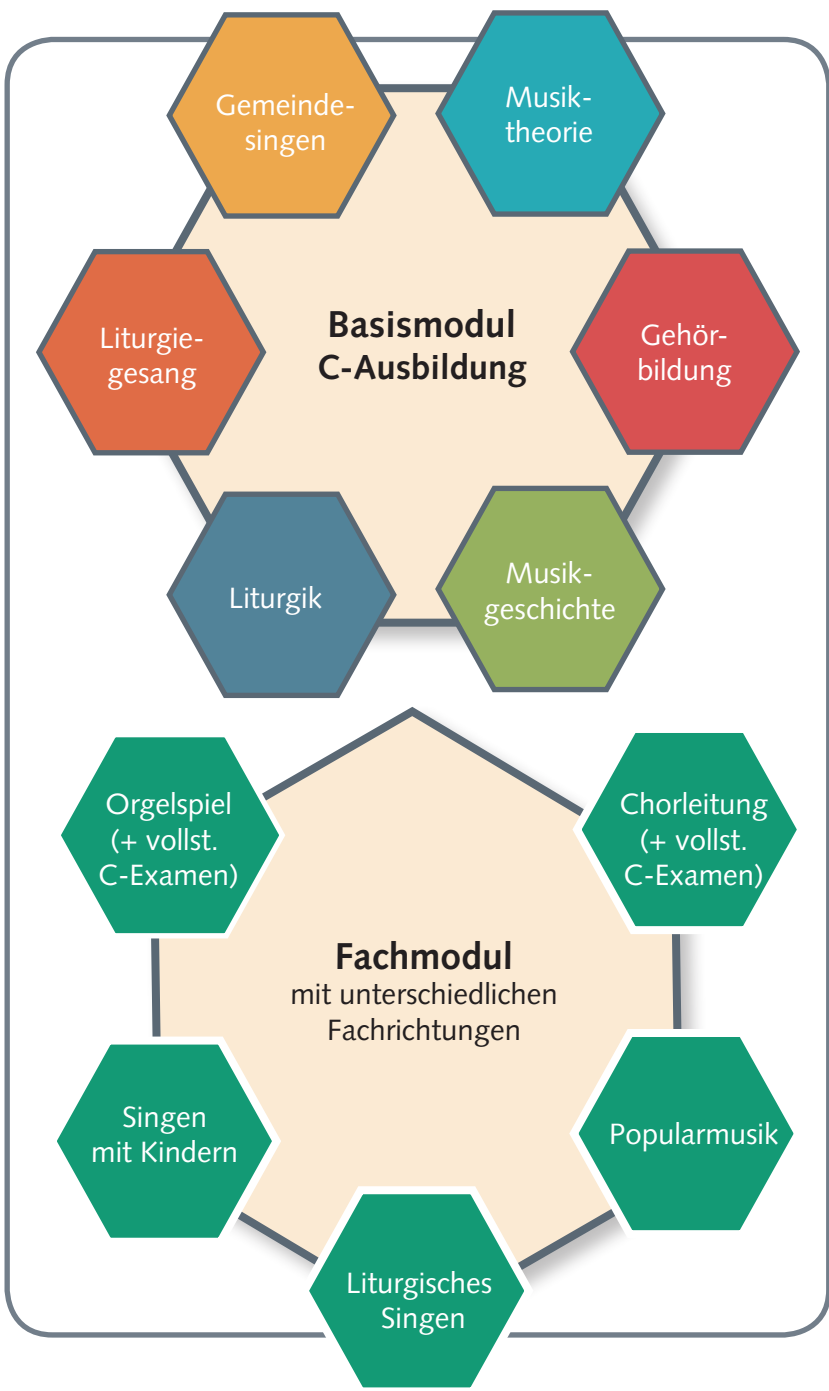 Gemeinde-
singen
Musik-
theorie
Liturgie-
gesang
Basismodul
C-Ausbildung
Gehör-
bildung
Liturgik
Musik-
geschichte
Orgelspiel
(+ vollst.
C-Examen)
Chorleitung
(+ vollst.
C-Examen)
Fachmodul
mit unterschiedlichen
Fachrichtungen
Singen
mit Kindern
Popularmusik
Liturgisches
Singen